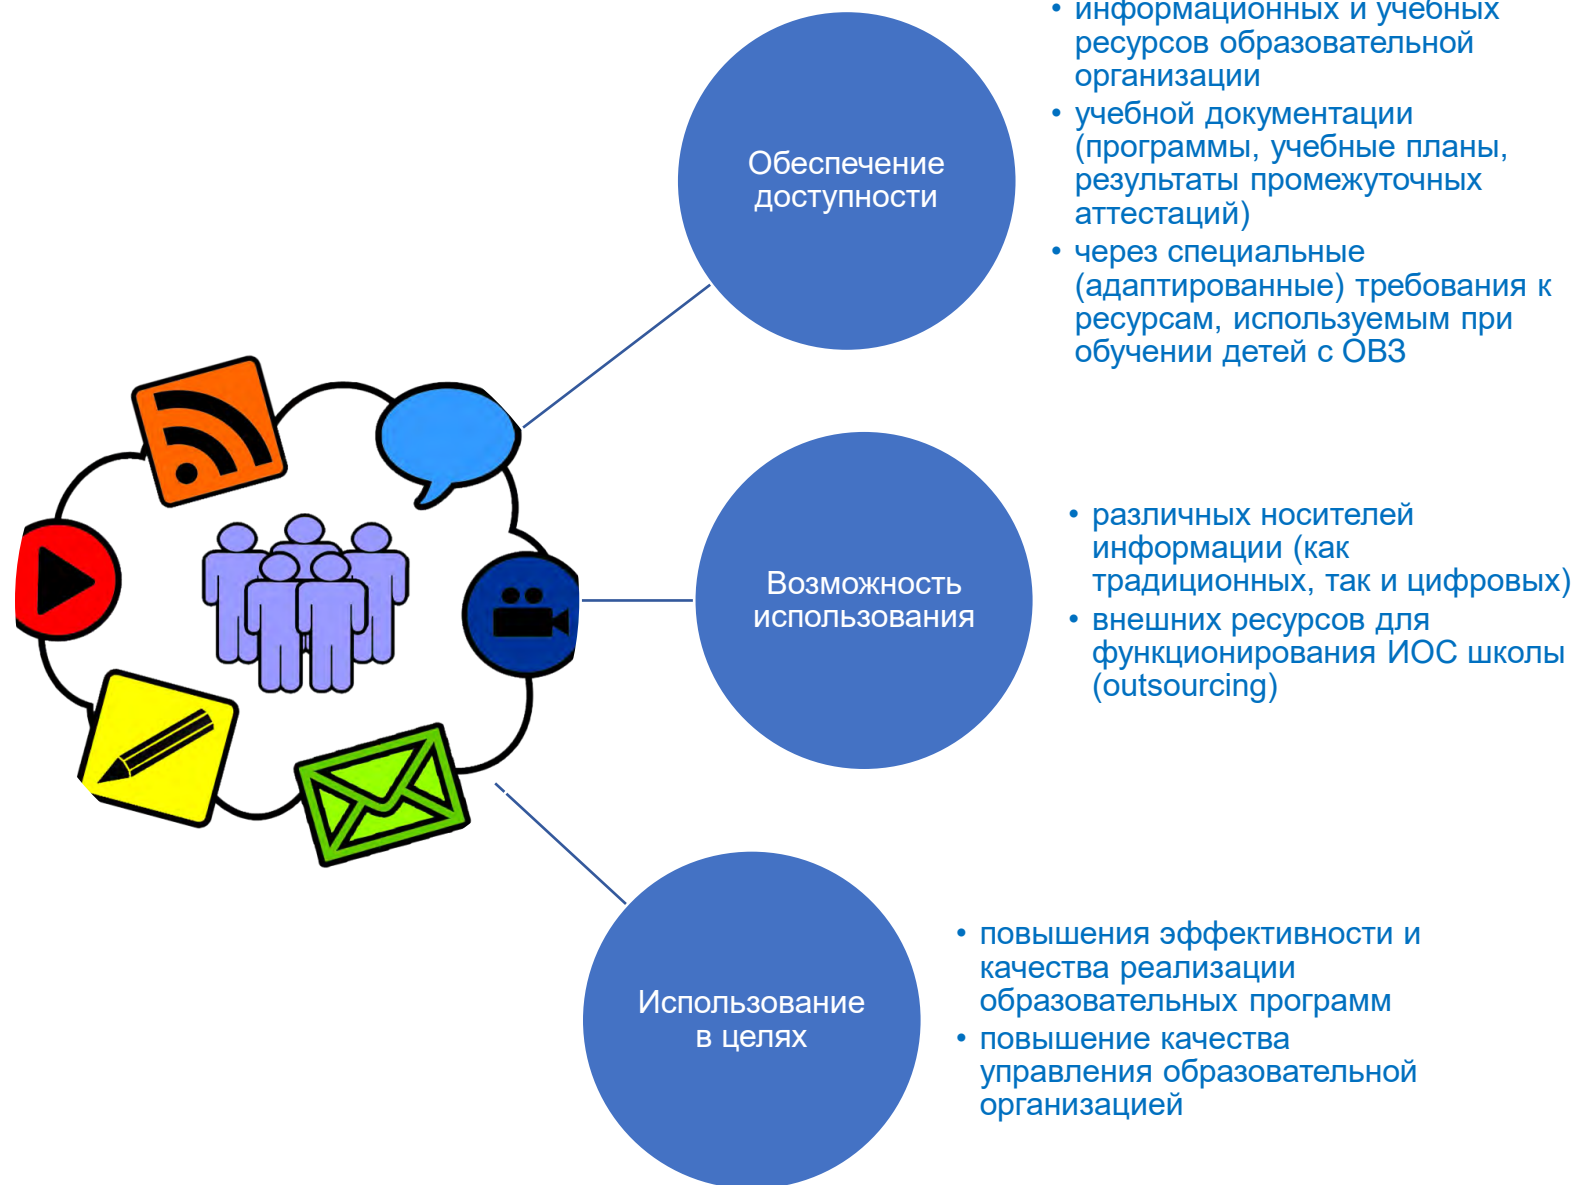 Обеспечение
доступности
• информационных и учебных
ресурсов образовательной
организации
• учебной документации
(программы, учебные планы,
результаты промежуточных
аттестаций)
• через специальные
(адаптированные) требования к
ресурсам, используемым при
обучении детей с ОВЗ
Возможность
использования
• различных носителей
информации (как
традиционных, так и цифровых)
• внешних ресурсов для
функционирования ИОС школы
(outsourcing)
Использование
в целях
• повышения эффективности и
качества реализации
образовательных программ
• повышение качества
управления образовательной
организацией